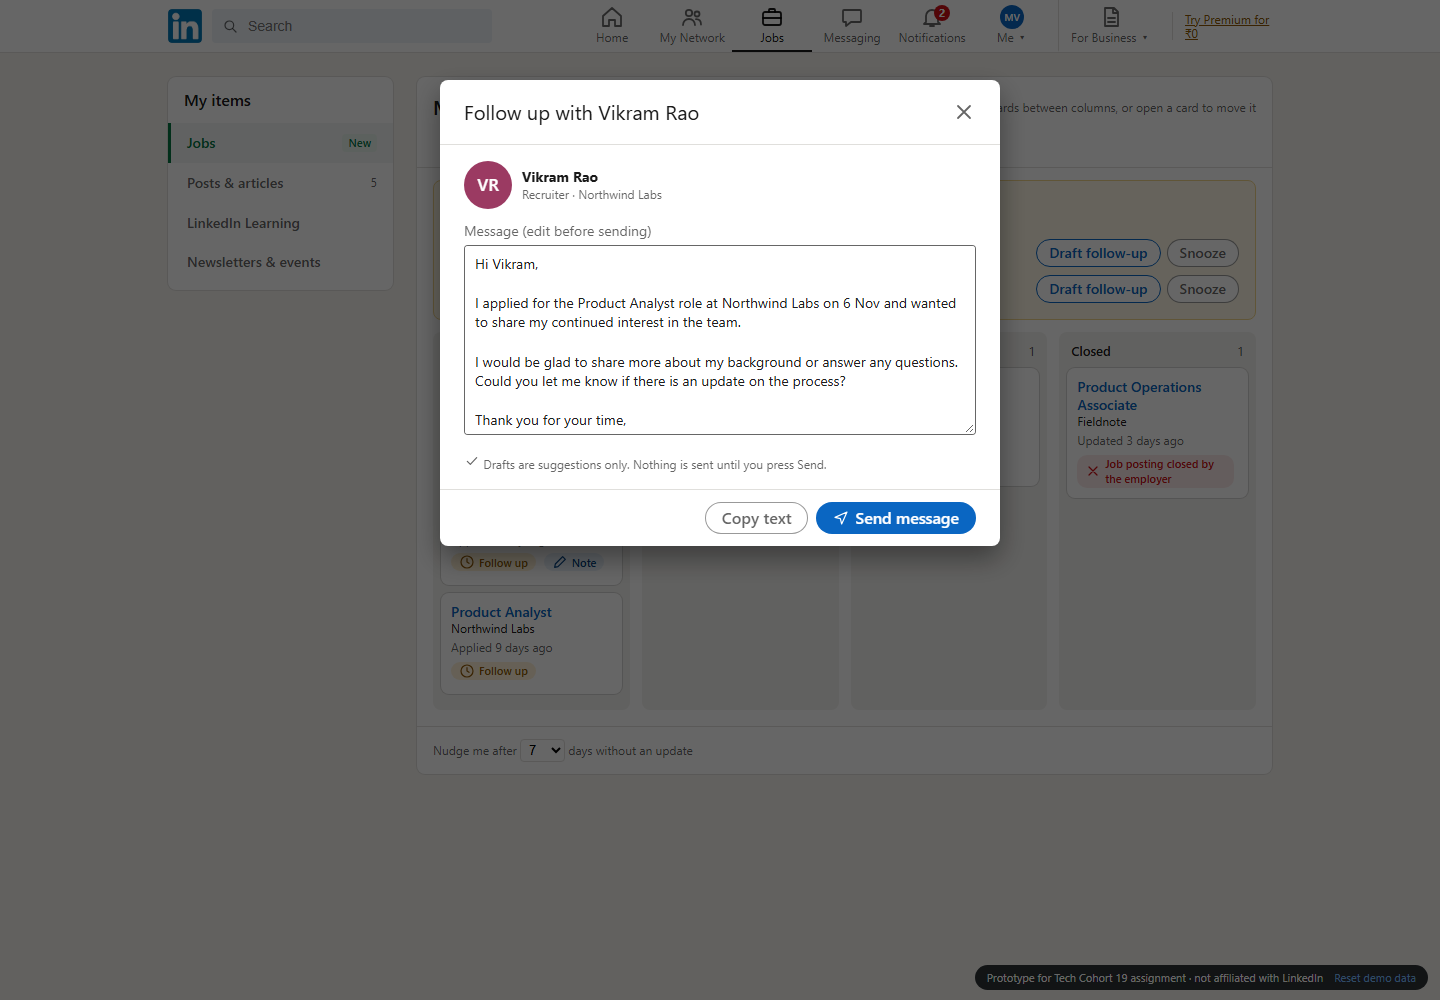 in
Search
Home
My Network
Jobs
Messaging
2
Notifications
MV
Me
For Business
Try Premium for
₹0
My items
Jobs
New
Posts & articles
5
LinkedIn Learning
Newsletters & events
between columns, or open a card to move it
Follow up with Vikram Rao
VR
Vikram Rao
Recruiter · Northwind Labs
Message (edit before sending)
Hi Vikram,
I applied for the Product Analyst role at Northwind Labs on 6 Nov and wanted
to share my continued interest in the team.
I would be glad to share more about my background or answer any questions.
Could you let me know if there is an update on the process?
Thank you for your time,
Drafts are suggestions only. Nothing is sent until you press Send.
Copy text
Send message
Draft follow-up
Snooze
Draft follow-up
Snooze
1
Closed
1
Product Operations
Associate
Fieldnote
Updated 3 days ago
Job posting closed by
the employer
Follow up
Note
Product Analyst
Northwind Labs
Applied 9 days ago
Follow up
Nudge me after 7 days without an update
Prototype for Tech Cohort 19 assignment · not affiliated with LinkedIn
Reset demo data